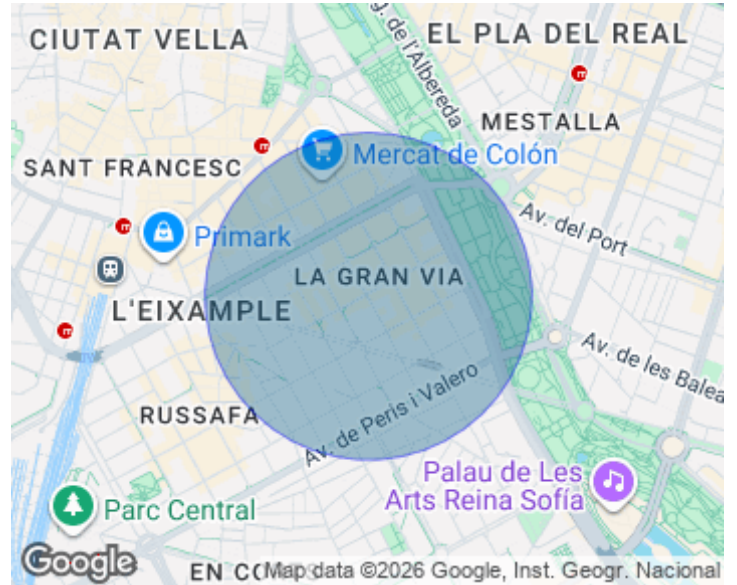 CIUTAT VELLA
g. de l'Albereda
EL PLA DEL REAL
MESTALLA
Mercat de Colón
SANT FRANCESC
Av. del Port
Primark
LA GRAN VIA
L'EIXAMPLE
Av. de les Balea
RUSSAFA
Av. de Peris i Valero
Palau de Les
Arts Reina Sofía
Parc Central
Google
EN CO
Map data ©2026 Google, Inst. Geogr. Nacional